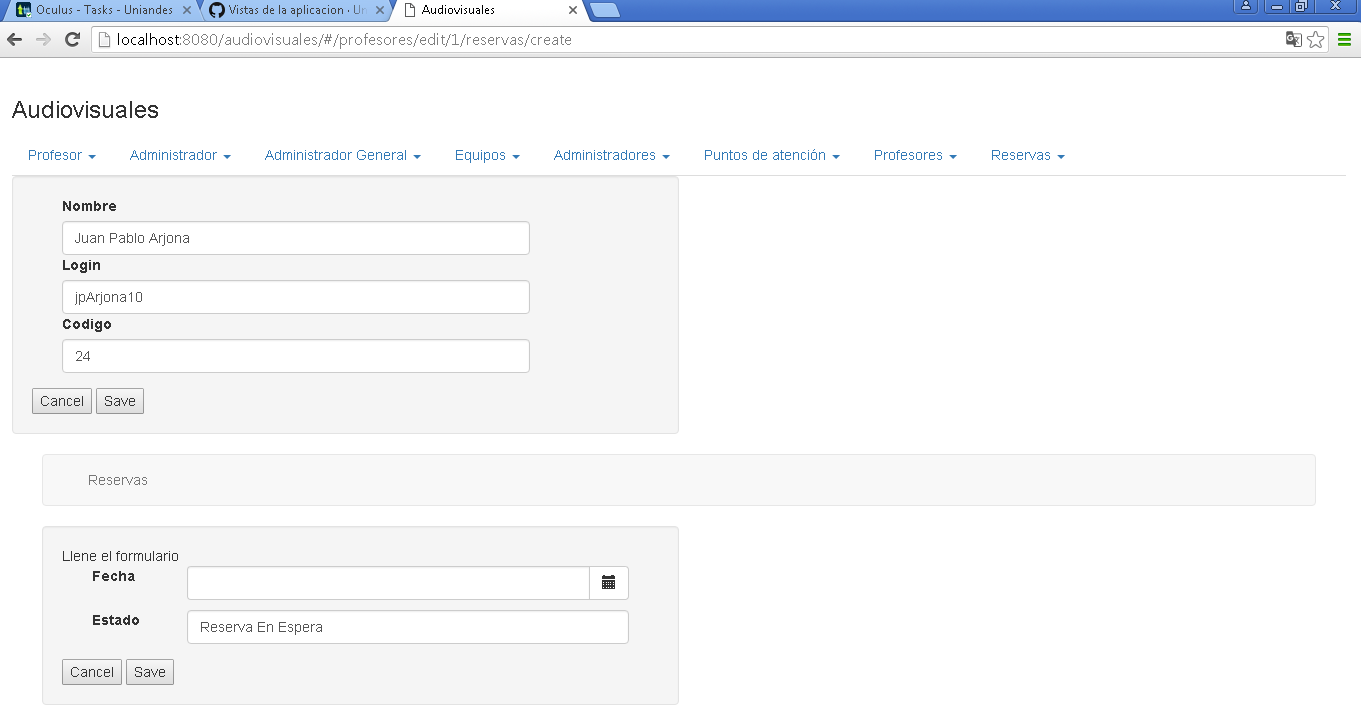 Oculus - Tasks - Uniandes
Vistas de la aplicacion · Un
Audiovisuales
localhost:8080/audiovisuales/#/profesores/edit/1/reservas/create
Audiovisuales
Profesor Administrador Administrador General Equipos Administradores Puntos de atención Profesores Reservas
Nombre
Juan Pablo Arjona
Login
jpArjona10
Codigo
24
Cancel Save
Reservas
Llene el formulario
Fecha
Estado Reserva En Espera
Cancel Save